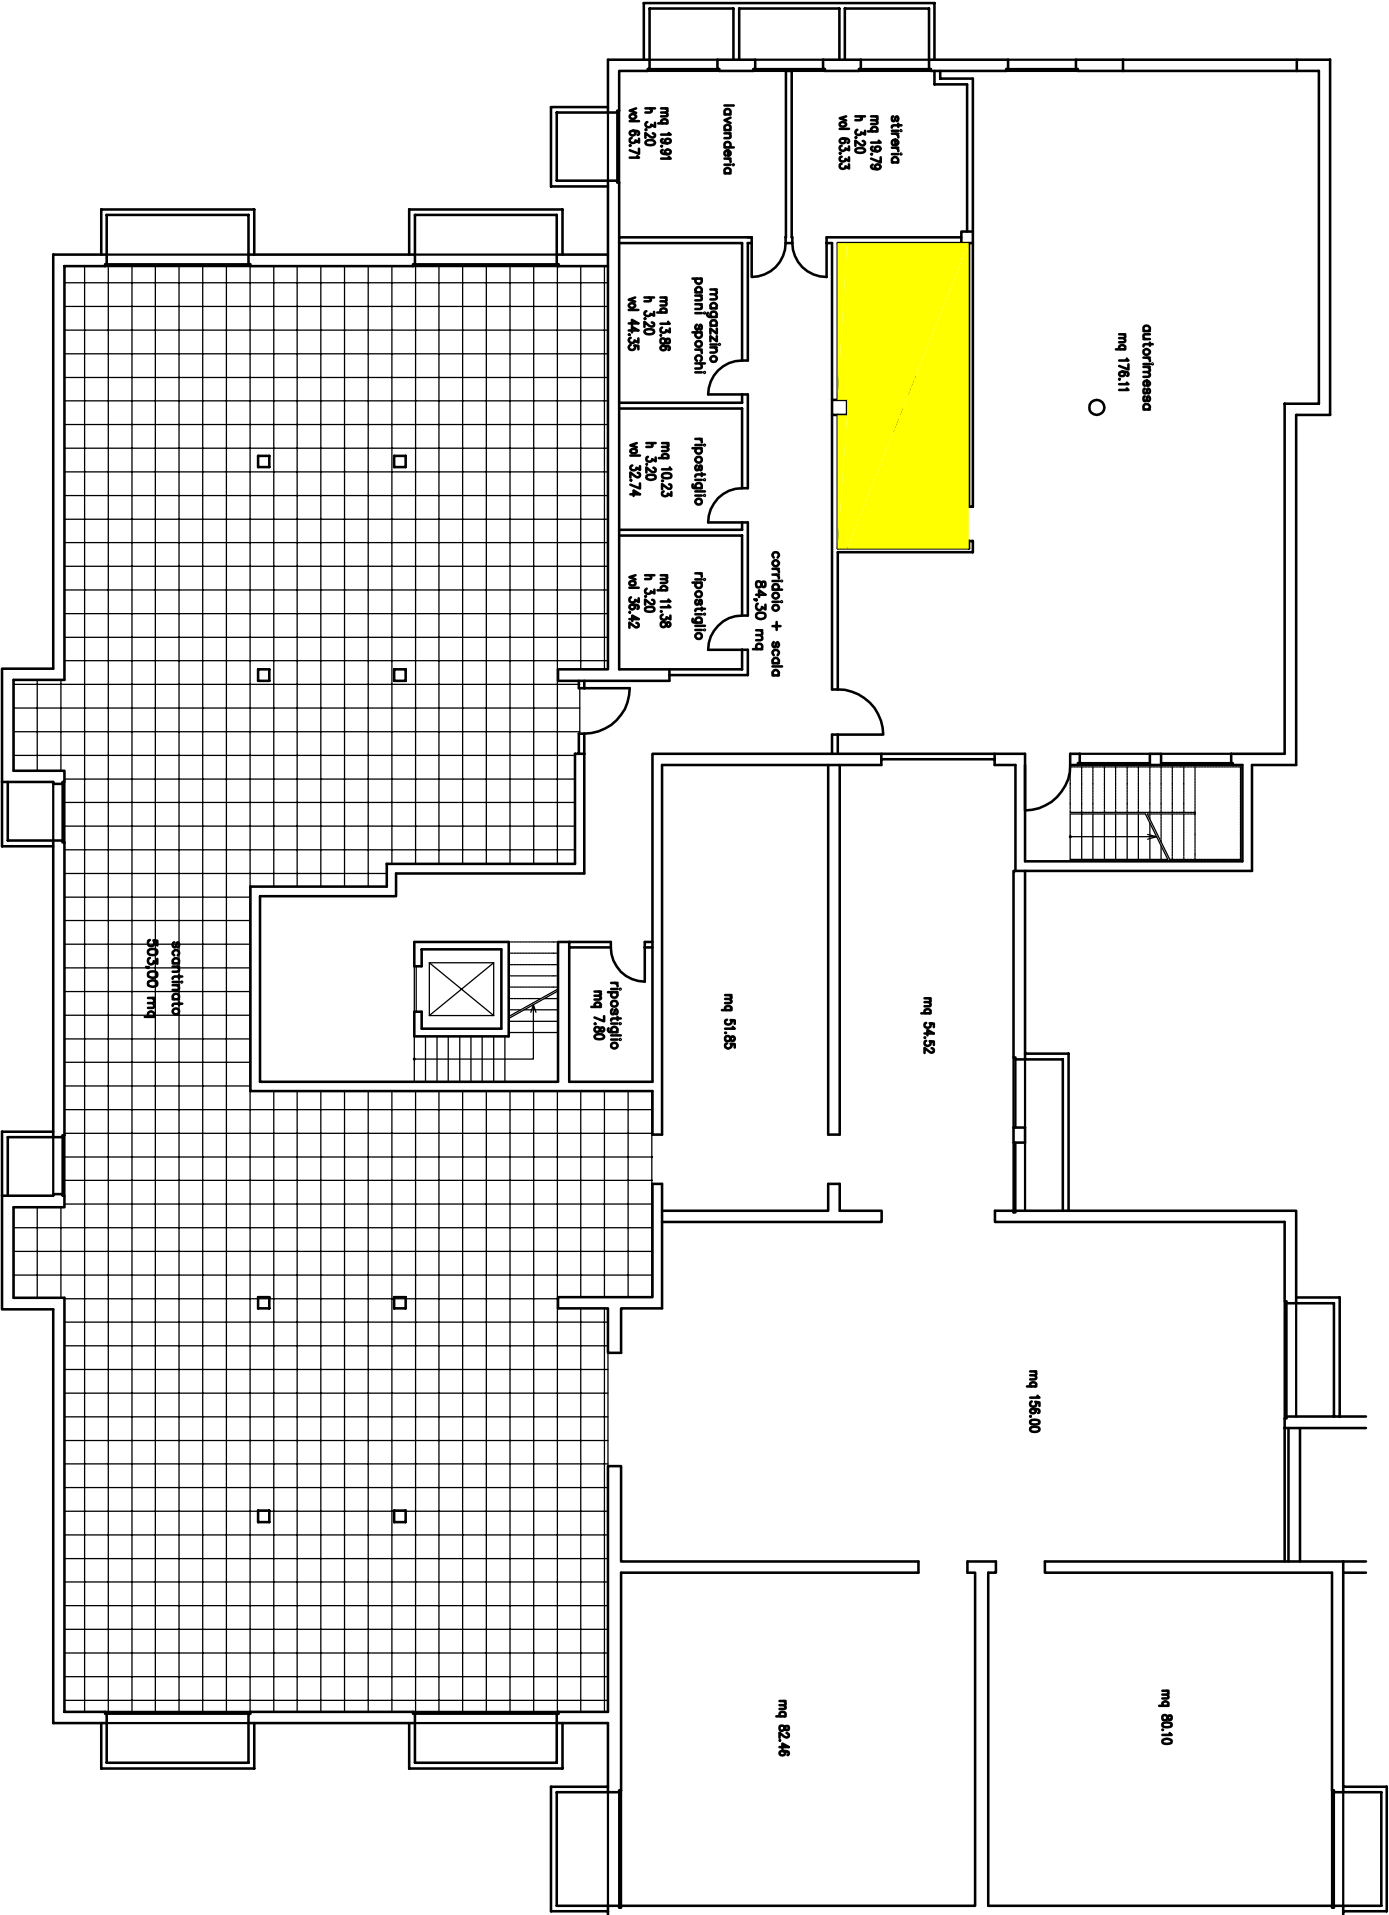 autorimessa
mq 176.11
stireria
mq 19.79
h 3.20
vol 63.33
lavanderia
mq 19.91
h 3.20
vol 63.71
magazzino
panni sporchi
mq 13.86
h 3.20
vol 44.35
ripostiglio
mq 10.23
h 3.20
vol 32.74
ripostiglio
mq 11.38
h 3.20
vol 36.42
corridoio + scala
84,30 mq
scantinato
503,00 mq
ripostiglio
mq 7.80
mq 51.85
mq 54.52
mq 156.00
mq 82.46
mq 80.10